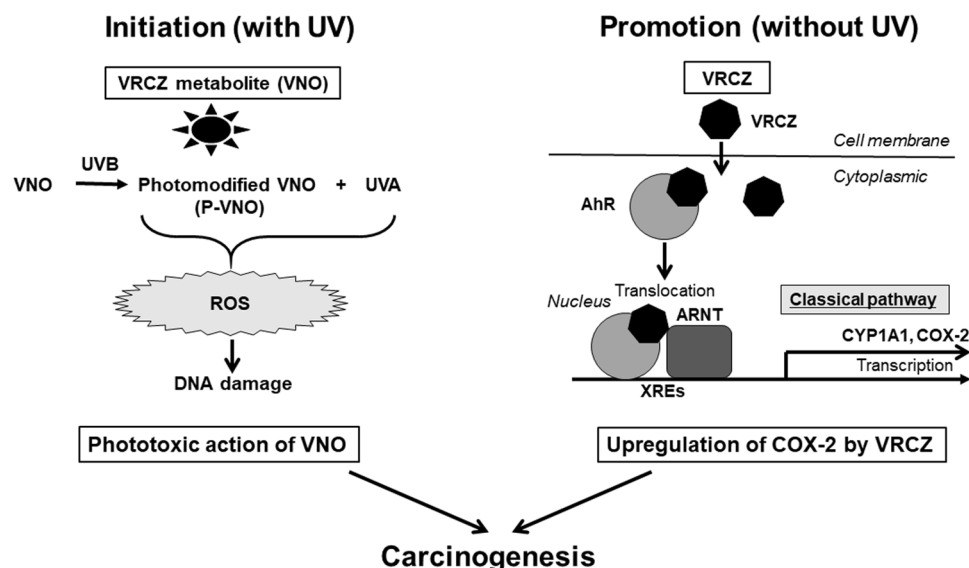 Initiation (with UV)
VRCZ metabolite (VNO)
VNO
UVB
Photomodified VNO
(P-VNO)
+
UVA
ROS
DNA damage
Phototoxic action of VNO
Promotion (without UV)
VRCZ
VRCZ
Cell membrane
Cytoplasmic
AhR
Translocation
Nucleus
ARNT
Classical pathway
CYP1A1, COX-2
Transcription
XREs
Upregulation of COX-2 by VRCZ
Carcinogenesis